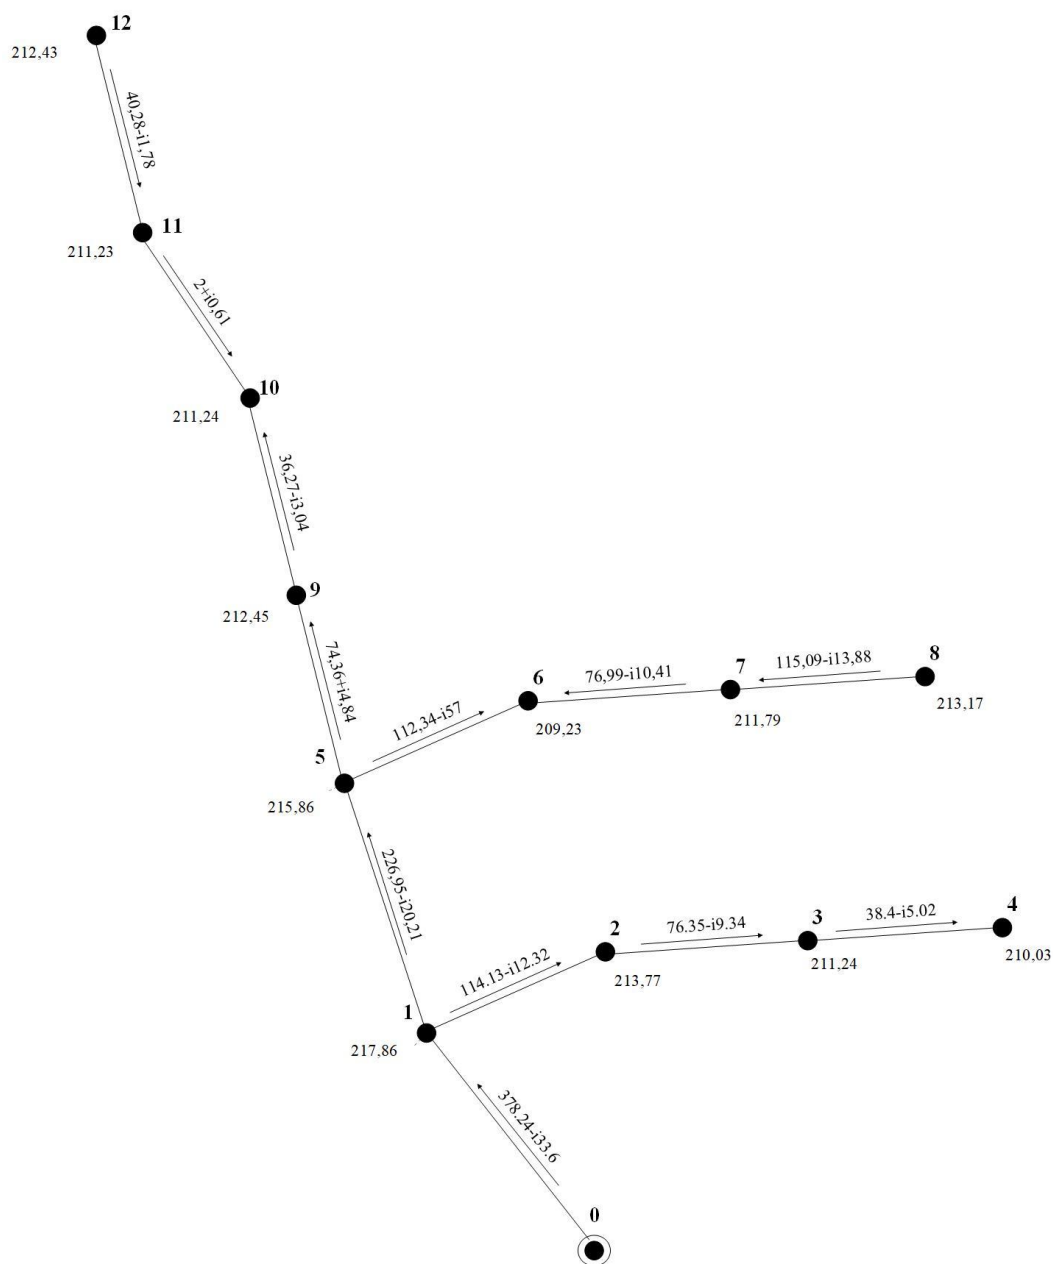 12
212,43
40,28-i1,78
11
211,23
2+i0,61
10
211,24
36,27-i3,04
9
212,45
74,36+i4,84
6
209,23
76,99-i10,41
7
211,79
115,09-i13,88
8
213,17
112,34-i57
5
215,86
226,95-i20,21
2
213,77
76.35-i9.34
3
211,24
38.4-i5.02
4
210,03
114.13-i12.32
1
217,86
378.24-i33.6
0